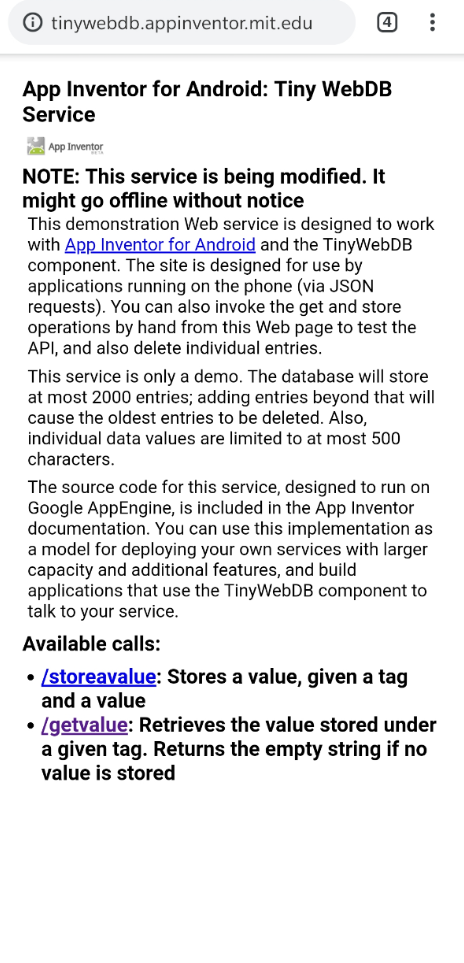 tinywebdb.appinventor.mit.edu
4
App Inventor for Android: Tiny WebDB
Service
App Inventor
BETA
NOTE: This service is being modified. It
might go offline without notice
This demonstration Web service is designed to work
with App Inventor for Android and the TinyWebDB
component. The site is designed for use by
applications running on the phone (via JSON
requests). You can also invoke the get and store
operations by hand from this Web page to test the
API, and also delete individual entries.
This service is only a demo. The database will store
at most 2000 entries; adding entries beyond that will
cause the oldest entries to be deleted. Also,
individual data values are limited to at most 500
characters.
The source code for this service, designed to run on
Google AppEngine, is included in the App Inventor
documentation. You can use this implementation as
a model for deploying your own services with larger
capacity and additional features, and build
applications that use the TinyWebDB component to
talk to your service.
Available calls:
• /storeavalue: Stores a value, given a tag
and a value
• /getvalue: Retrieves the value stored under
a given tag. Returns the empty string if no
value is stored